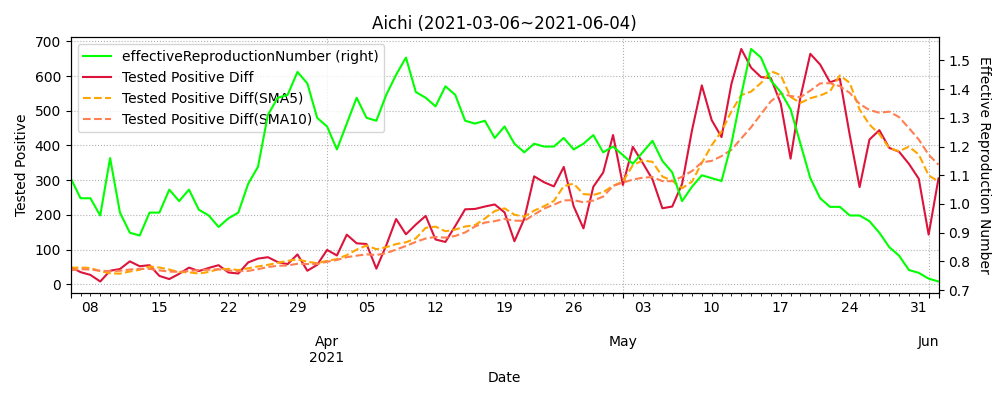 Aichi (2021-03-06~2021-06-04)
effectiveReproductionNumber (right)
Tested Positive Diff
Tested Positive Diff(SMA5)
Tested Positive Diff(SMA10)
Tested Positive
700
600
500
400
300
200
100
0
Effective Reproduction Number
1.5
1.4
1.3
1.2
1.1
1.0
0.9
0.8
0.7
08 15 22 29 05 12 19 26 03 10 17 24 31
Apr May Jun
2021
Date